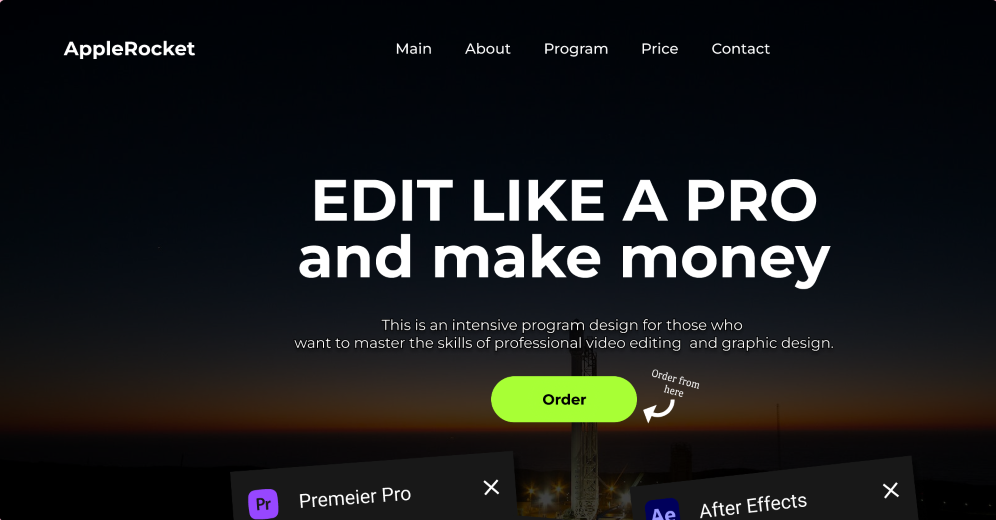 AppleRocket
Main About Program Price Contact
EDIT LIKE A PRO
and make money
This is an intensive program design for those who
want to master the skills of professional video editing and graphic design.
Order
Order from
here
Pr Premeier Pro
Ae After Effects